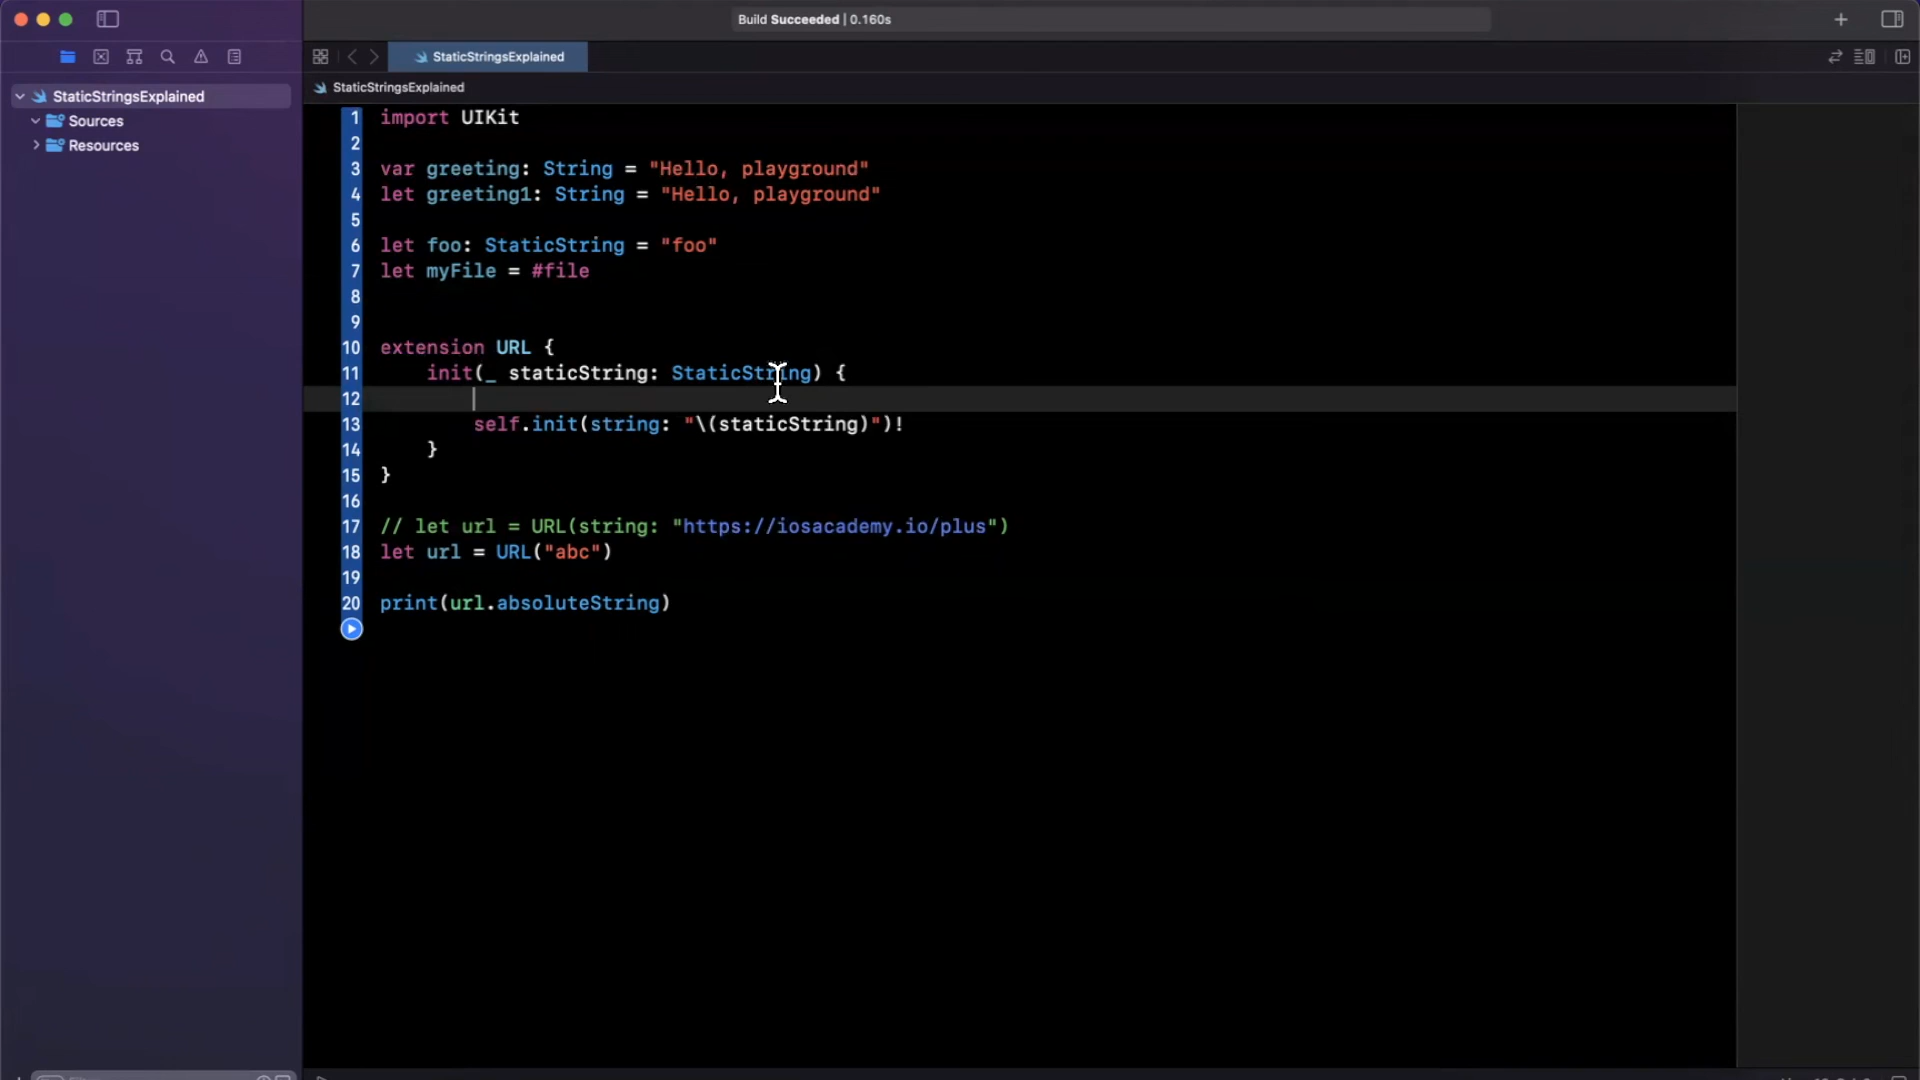 Build Succeeded | 0.160s
StaticStringsExplained
StaticStringsExplained
StaticStringsExplained
Sources
Resources
1 import UIKit
2
3 var greeting: String = "Hello, playground"
4 let greeting1: String = "Hello, playground"
5
6 let foo: StaticString = "foo"
7 let myFile = #file
8
9
10 extension URL {
11 init(_ staticString: StaticString) {
12
13 self.init(string: "\(staticString)")!
14 }
15 }
16
17 // let url = URL(string: "https://iosacademy.io/plus")
18 let url = URL("abc")
19
20 print(url.absoluteString)